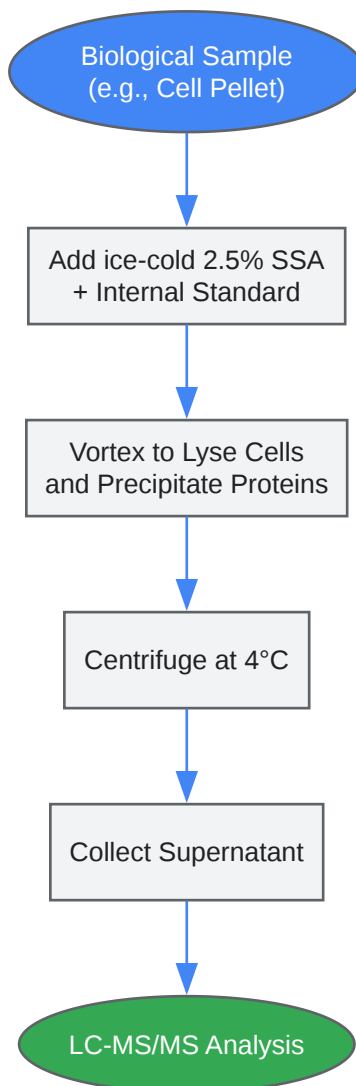 Biological Sample
(e.g., Cell Pellet)
Add ice-cold 2.5% SSA
+ Internal Standard
Vortex to Lyse Cells
and Precipitate Proteins
Centrifuge at 4°C
Collect Supernatant
LC-MS/MS Analysis